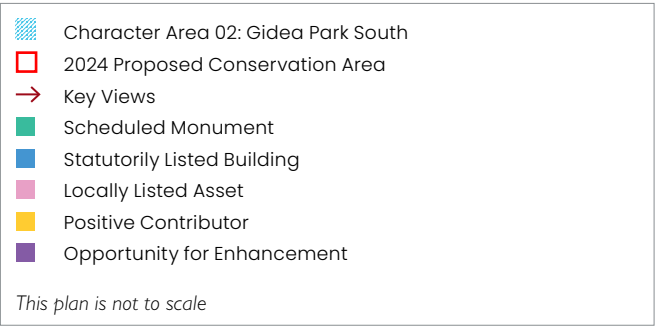 Character Area 02: Gidea Park South
2024 Proposed Conservation Area
Key Views
Scheduled Monument
Statutorily Listed Building
Locally Listed Asset
Positive Contributor
Opportunity for Enhancement
This plan is not to scale